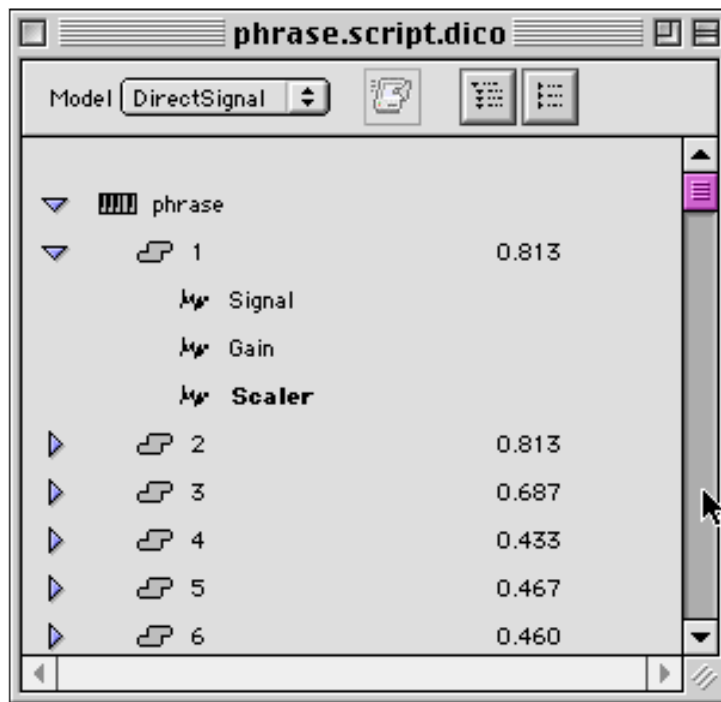 phrase.script.dico
Model DirectSignal
phrase
1 0.813
Signal
Gain
Scaler
2 0.813
3 0.687
4 0.433
5 0.467
6 0.460